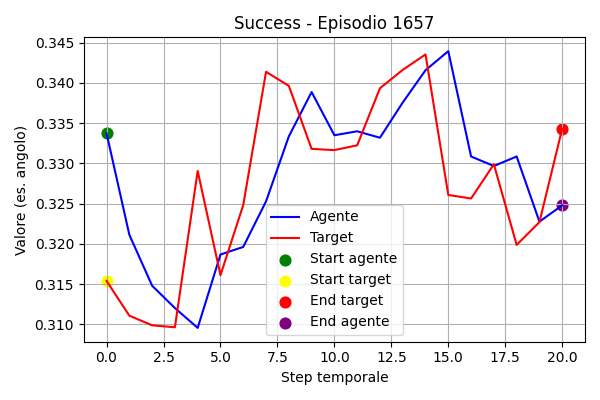 Success - Episodio 1657
Valore (es. angolo)
0.345
0.340
0.335
0.330
0.325
0.320
0.315
0.310
Agente
Target
Start agente
Start target
End target
End agente
0.0 2.5 5.0 7.5 10.0 12.5 15.0 17.5 20.0
Step temporale